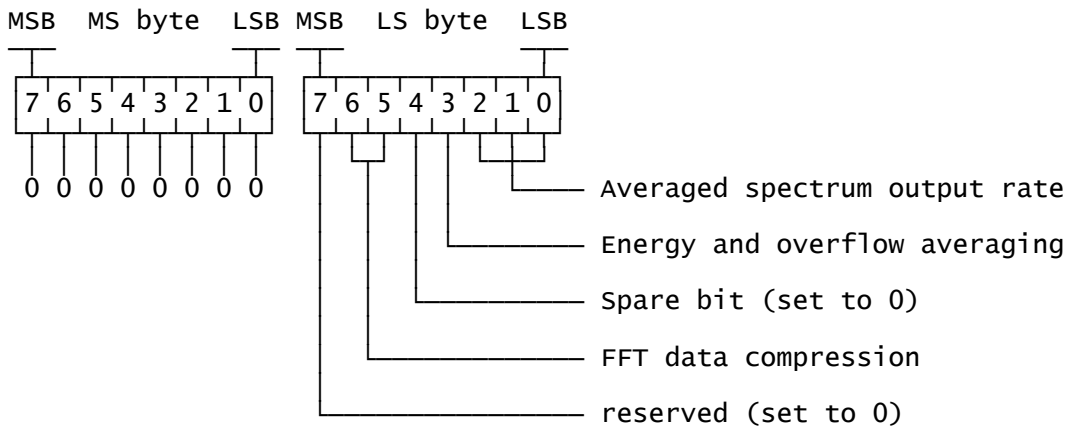 MSB MS byte LSB MSB LS byte LSB
7 6 5 4 3 2 1 0 7 6 5 4 3 2 1 0
0 0 0 0 0 0 0 0
Averaged spectrum output rate
Energy and overflow averaging
Spare bit (set to 0)
FFT data compression
reserved (set to 0)